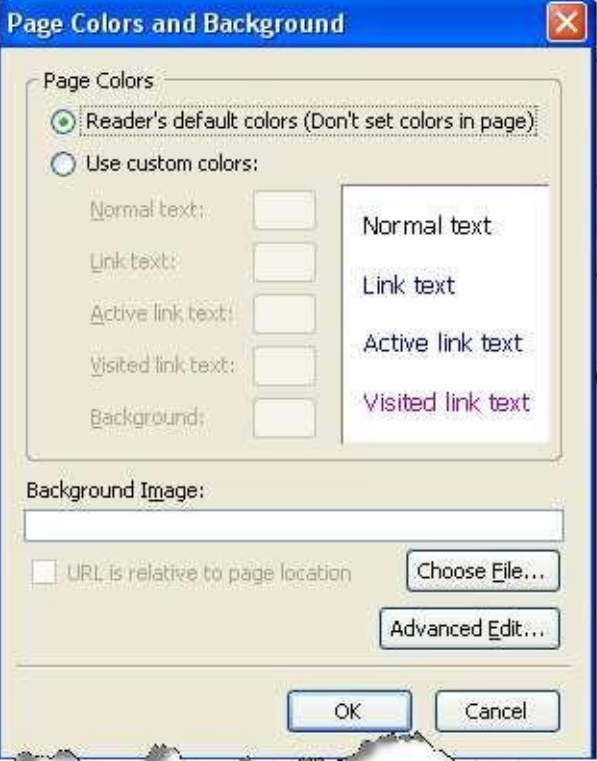 Page Colors and Background
Page Colors
Reader's default colors (Don't set colors in page)
Use custom colors:
Normal text:
Link text:
Active link text:
Visited link text:
Background:
Normal text
Link text
Active link text
Visited link text
Background Image:
URL is relative to page location
Choose File...
Advanced Edit...
OK Cancel